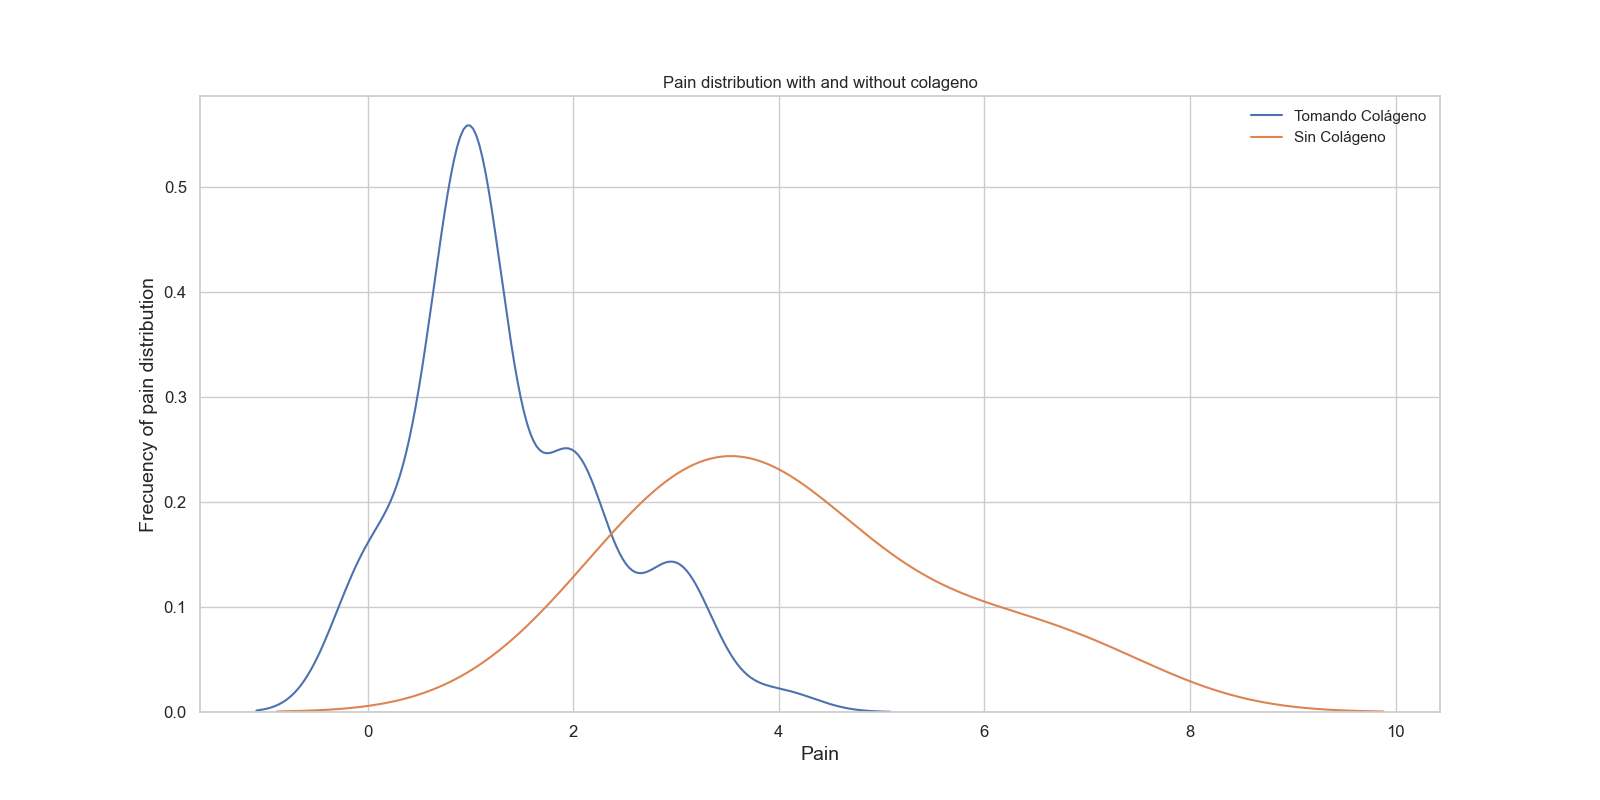 Pain distribution with and without colageno
Tomando Colágeno
Sin Colágeno
Frecuency of pain distribution
0.5
0.4
0.3
0.2
0.1
0.0
0 2 4 6 8 10
Pain